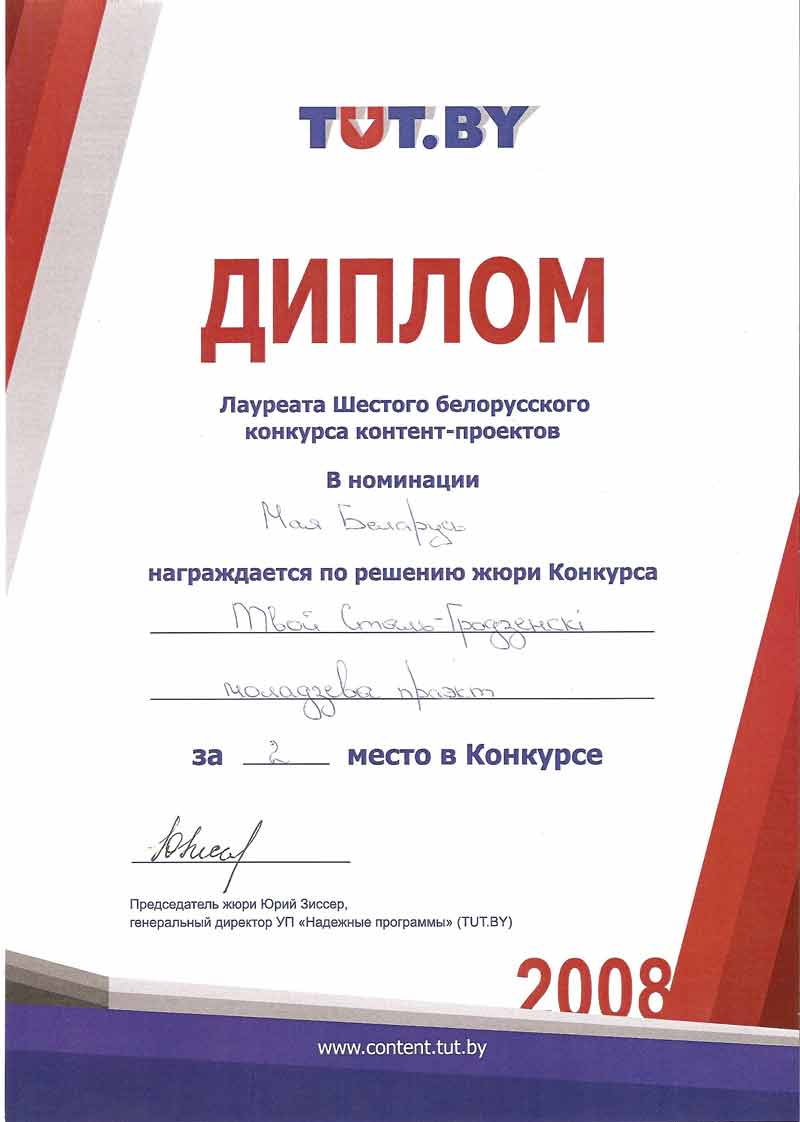 TUT.BY
ДИПЛОМ
Лауреата Шестого белорусского
конкурса контент-проектов
В номинации
Мая Беларусь
награждается по решению жюри Конкурса
Твой Стыль-Гродзенскі
моладзева праэкт
за 2 место в Конкурсе
Председатель жюри Юрий Зиссер,
генеральный директор УП «Надежные программы» (TUT.BY)
2008
www.content.tut.by